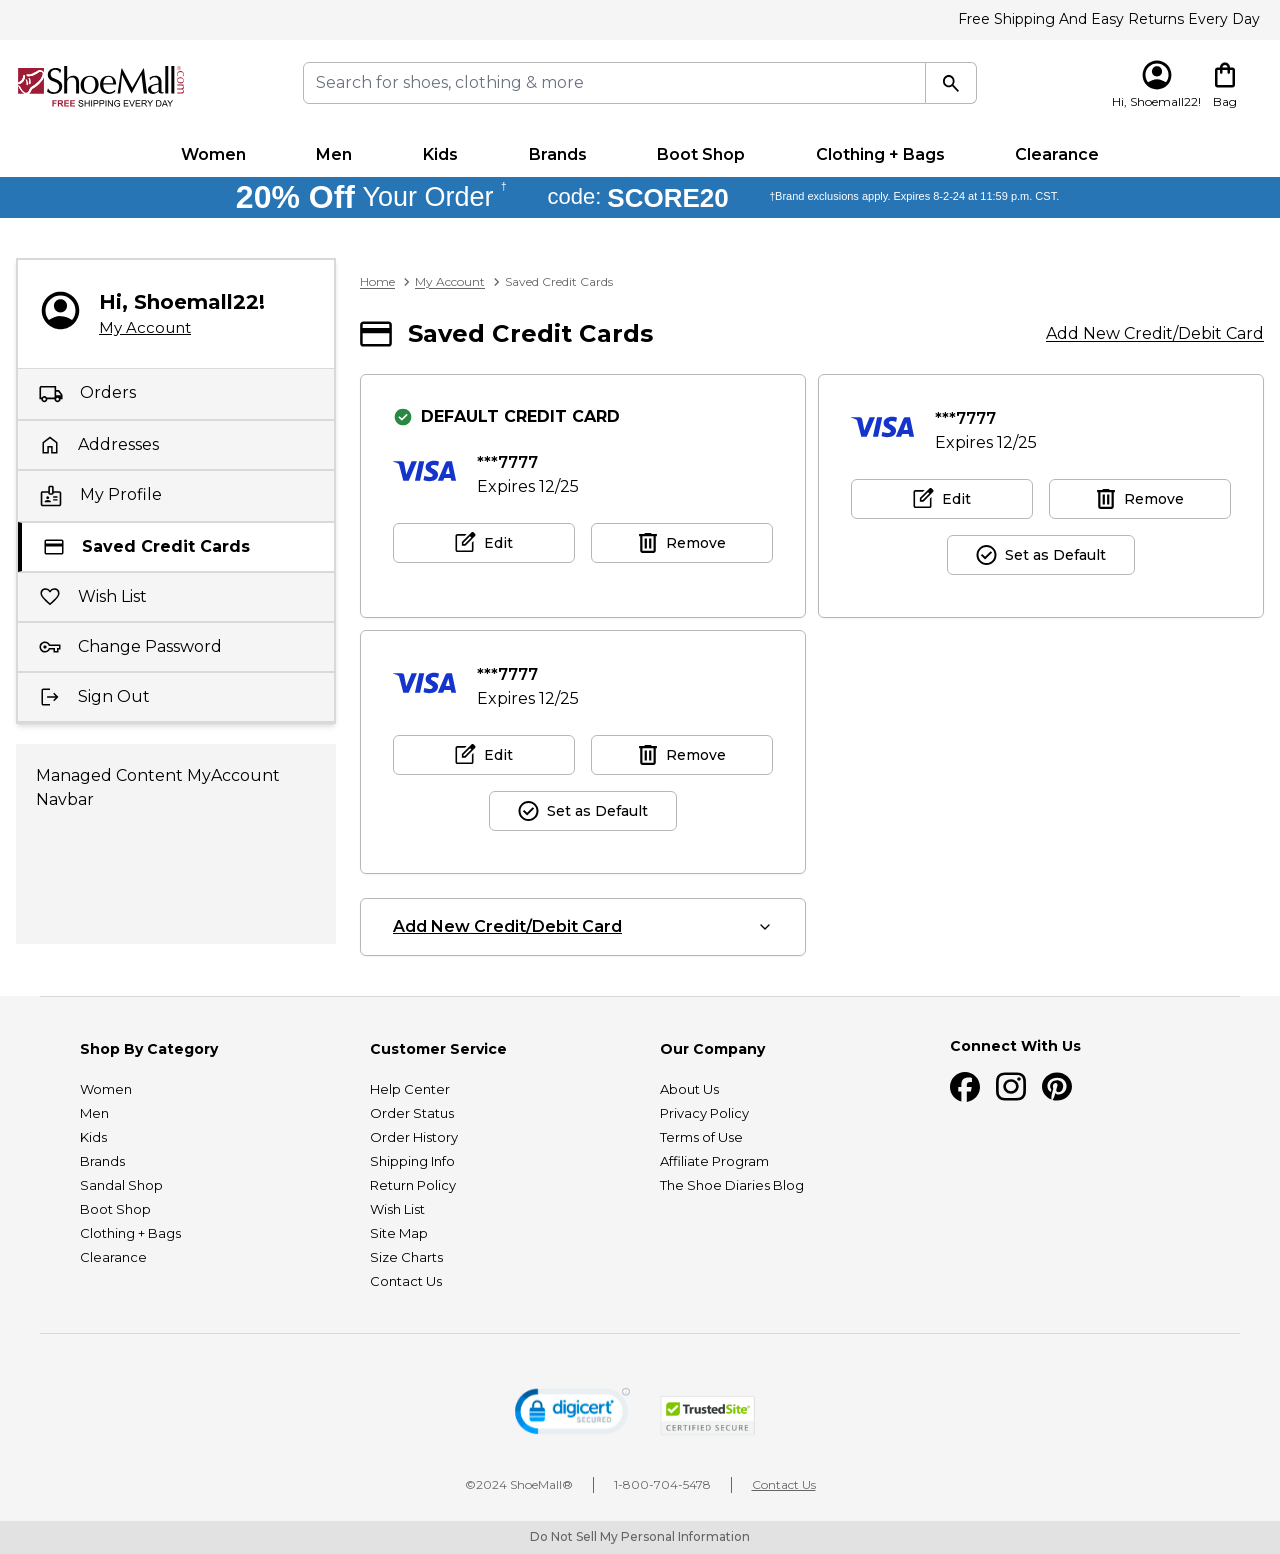 Free Shipping And Easy Returns Every Day
ShoeMall®.com
FREE SHIPPING EVERY DAY
Search for shoes, clothing & more
Hi, Shoemall22!
Bag
Women Men Kids Brands Boot Shop Clothing + Bags Clearance
20% Off Your Order † code: SCORE20 †Brand exclusions apply. Expires 8-2-24 at 11:59 p.m. CST.
Hi, Shoemall22!
My Account
Orders
Addresses
My Profile
Saved Credit Cards
Wish List
Change Password
Sign Out
Managed Content MyAccount
Navbar
Home > My Account > Saved Credit Cards
Saved Credit Cards
Add New Credit/Debit Card
DEFAULT CREDIT CARD
VISA
***7777
Expires 12/25
Edit
Remove
VISA
***7777
Expires 12/25
Edit
Remove
Set as Default
VISA
***7777
Expires 12/25
Edit
Remove
Set as Default
Add New Credit/Debit Card
Shop By Category
Women
Men
Kids
Brands
Sandal Shop
Boot Shop
Clothing + Bags
Clearance
Customer Service
Help Center
Order Status
Order History
Shipping Info
Return Policy
Wish List
Site Map
Size Charts
Contact Us
Our Company
About Us
Privacy Policy
Terms of Use
Affiliate Program
The Shoe Diaries Blog
Connect With Us
digicert
SECURED
TrustedSite
CERTIFIED SECURE
©2024 ShoeMall® | 1-800-704-5478 | Contact Us
Do Not Sell My Personal Information